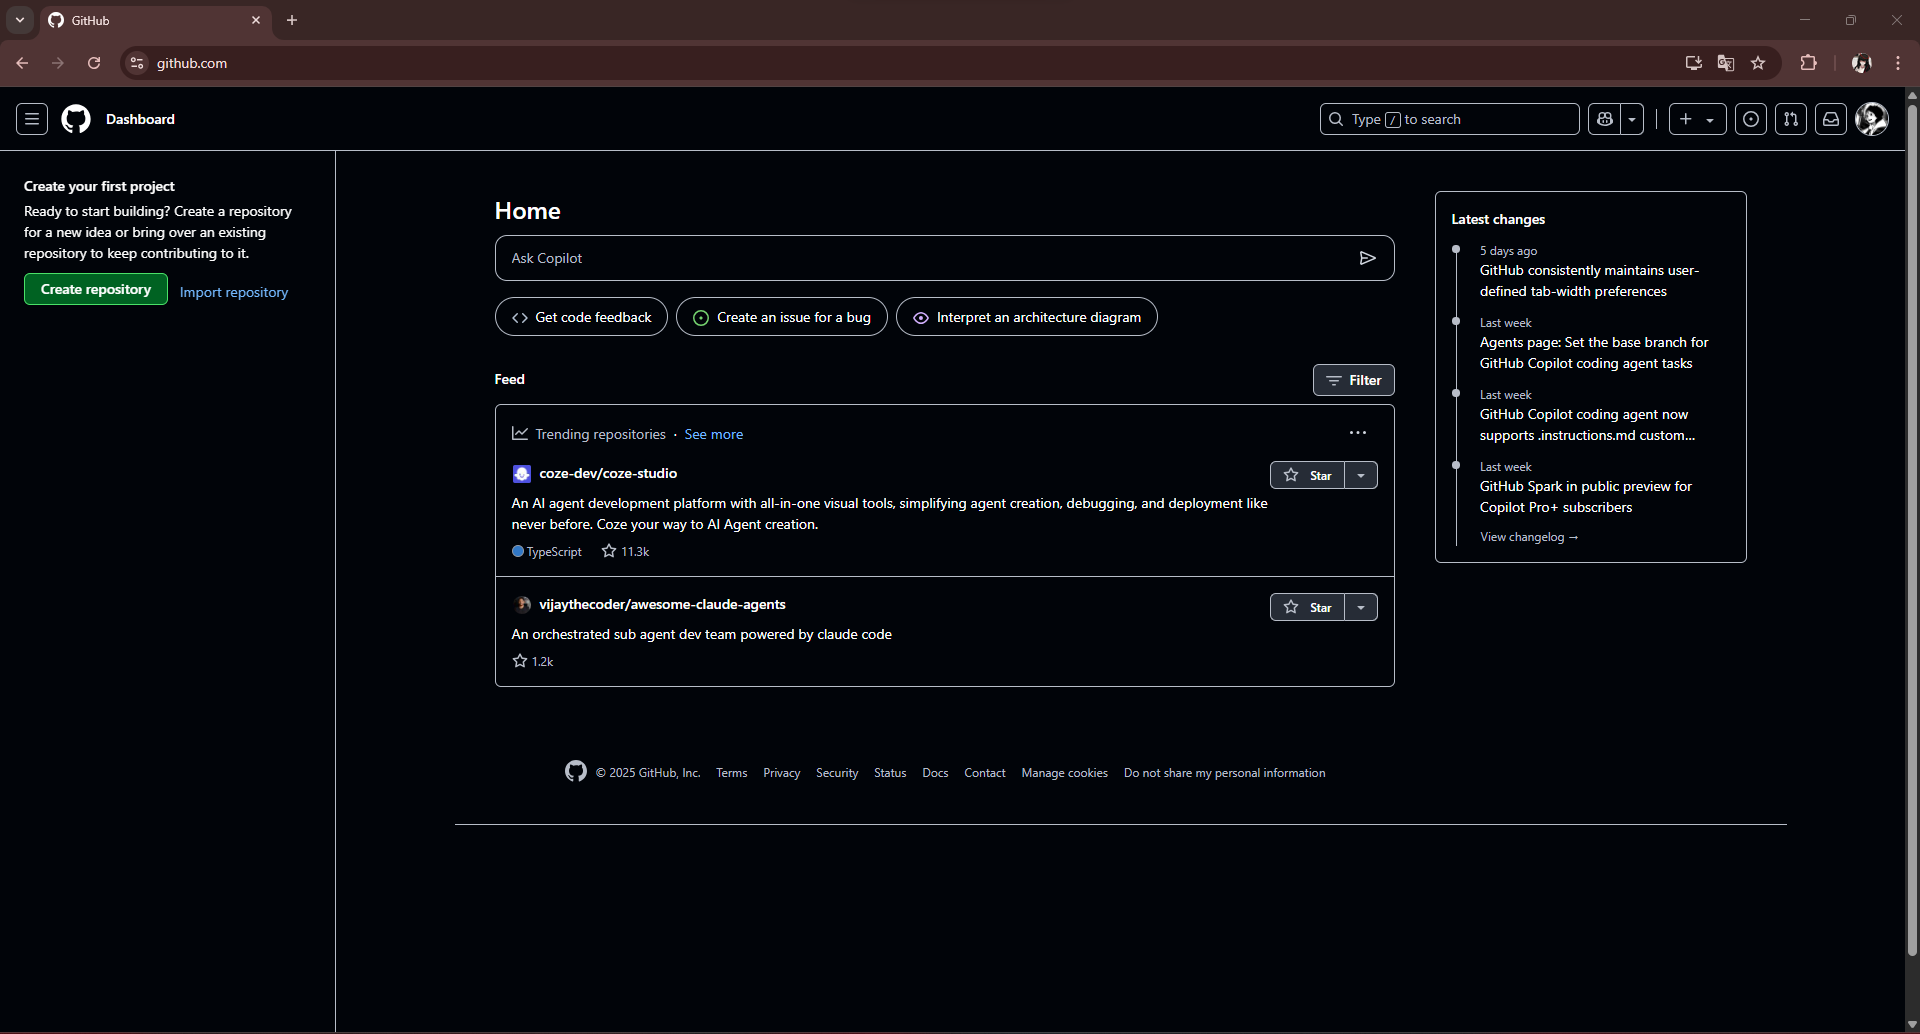 GitHub
github.com
Dashboard
Type / to search
Create your first project
Ready to start building? Create a repository
for a new idea or bring over an existing
repository to keep contributing to it.
Create repository
Import repository
Home
Ask Copilot
Get code feedback
Create an issue for a bug
Interpret an architecture diagram
Feed
Filter
Trending repositories · See more
coze-dev/coze-studio
Star
An AI agent development platform with all-in-one visual tools, simplifying agent creation, debugging, and deployment like
never before. Coze your way to AI Agent creation.
TypeScript
11.3k
vijaythecoder/awesome-claude-agents
Star
An orchestrated sub agent dev team powered by claude code
1.2k
Latest changes
5 days ago
GitHub consistently maintains user-
defined tab-width preferences
Last week
Agents page: Set the base branch for
GitHub Copilot coding agent tasks
Last week
GitHub Copilot coding agent now
supports .instructions.md custom...
Last week
GitHub Spark in public preview for
Copilot Pro+ subscribers
View changelog →
© 2025 GitHub, Inc. Terms Privacy Security Status Docs Contact Manage cookies Do not share my personal information